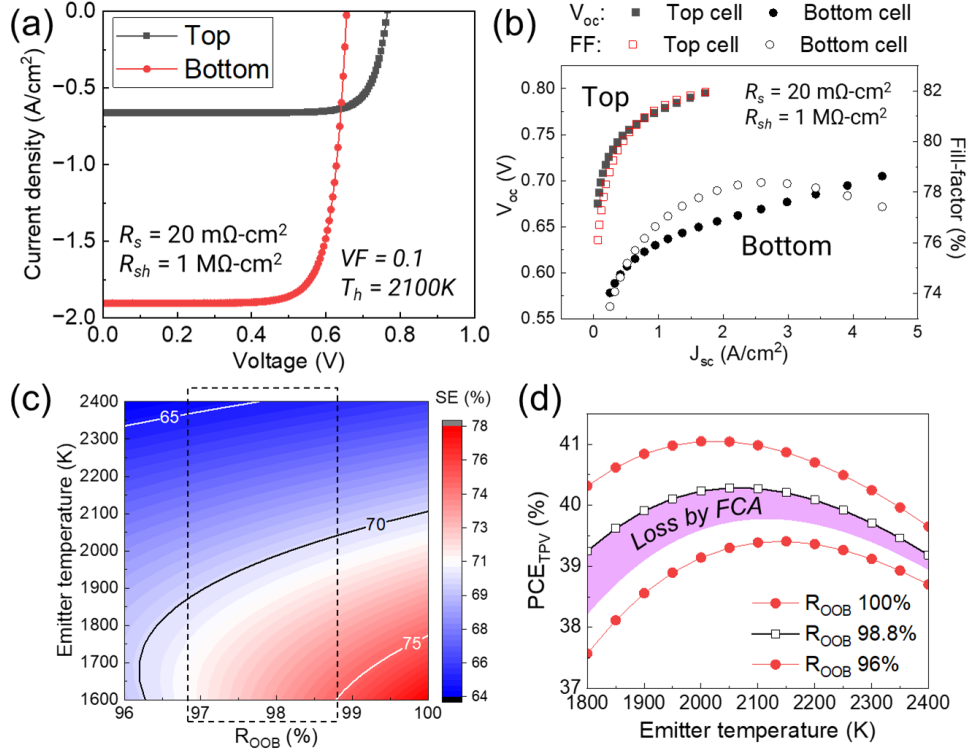 (a)
Top
Bottom
0.0
−0.5
−1.0
−1.5
−2.0
Current density (A/cm²)
Rs = 20 mΩ-cm²
Rsh = 1 MΩ-cm²
VF = 0.1
Th = 2100K
0.0 0.2 0.4 0.6 0.8 1.0
Voltage (V)
(b)
Voc: Top cell Bottom cell
FF: Top cell Bottom cell
0.80
0.75
0.70
0.65
0.60
0.55
Voc (V)
Top
Rs = 20 mΩ-cm²
Rsh = 1 MΩ-cm²
Bottom
82
80
78
76
74
Fill-factor (%)
0 1 2 3 4 5
Jsc (A/cm²)
(c)
2400
2300
2200
2100
2000
1900
1800
1700
1600
Emitter temperature (K)
65
70
75
96 97 98 99 100
ROOB (%)
SE (%)
78
76
75
73
72
71
69
68
66
65
64
(d)
41
40
39
38
37
PCETPV (%)
Loss by FCA
ROOB 100%
ROOB 98.8%
ROOB 96%
1800 1900 2000 2100 2200 2300 2400
Emitter temperature (K)